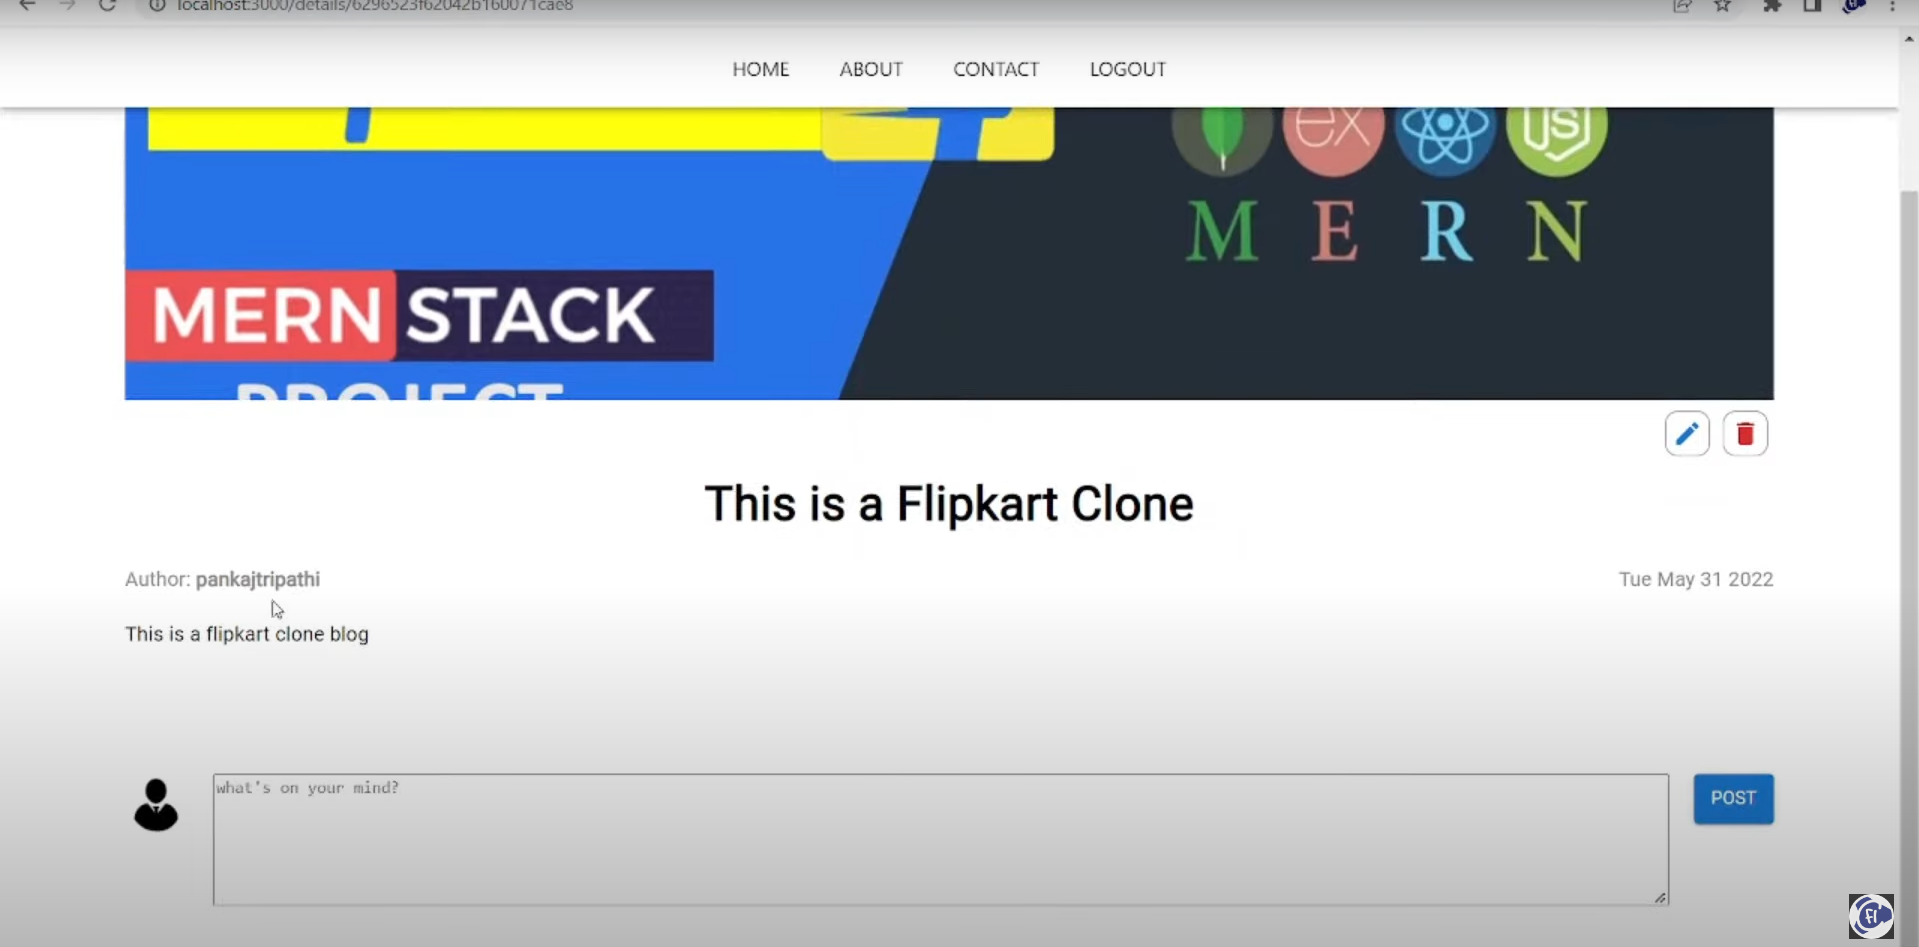 localhost:3000/details/6296523f62042b160071cae8
HOME ABOUT CONTACT LOGOUT
ex JS
M E R N
MERN STACK
PROJECT
This is a Flipkart Clone
Author: pankajtripathi Tue May 31 2022
This is a flipkart clone blog
what's on your mind?
POST